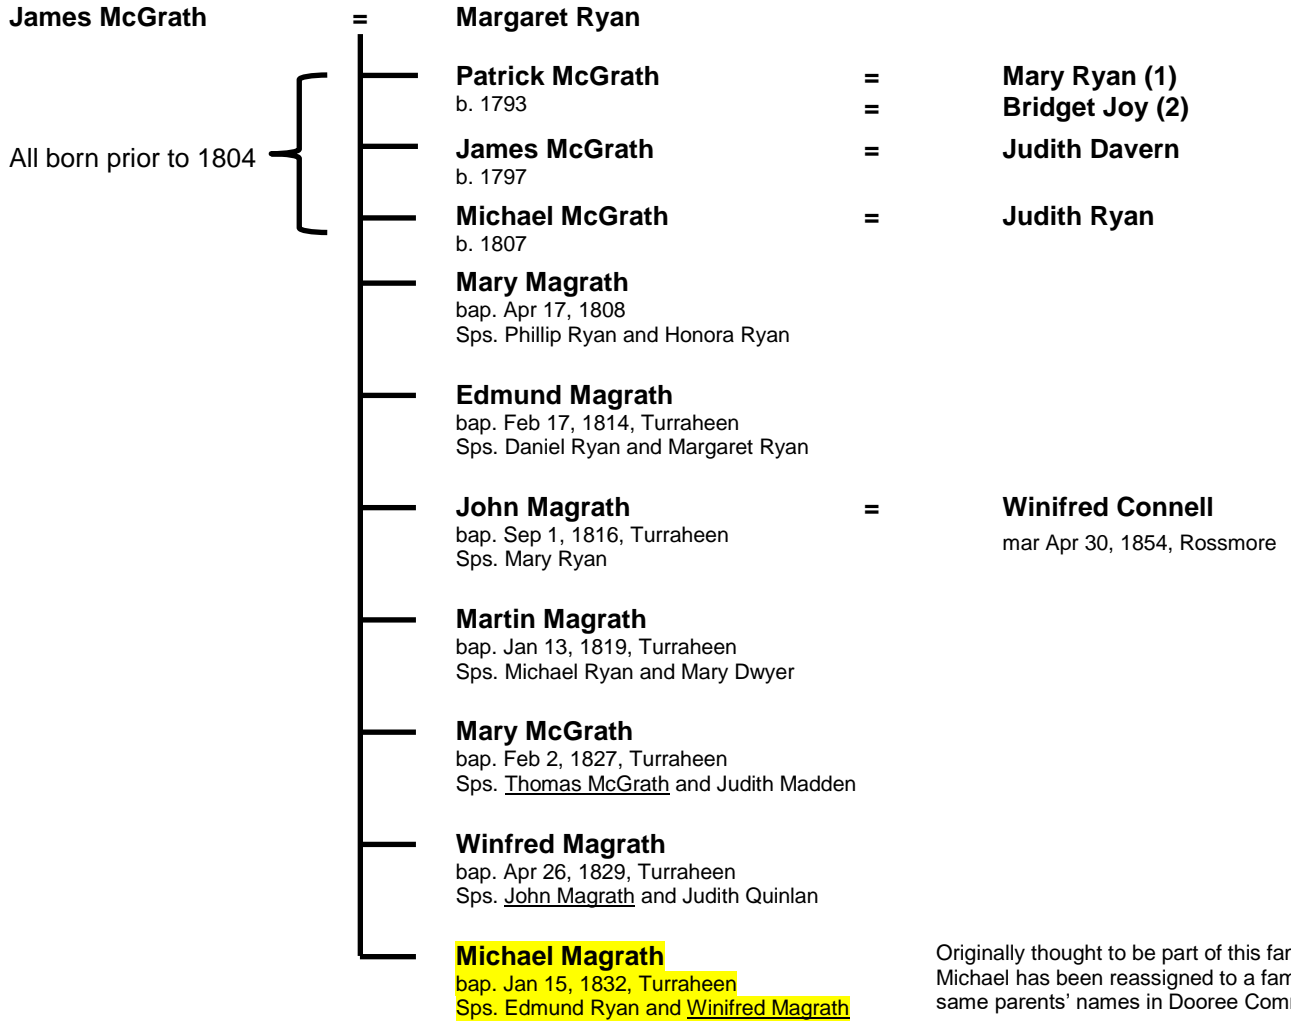 James McGrath = Margaret Ryan
Patrick McGrath = Mary Ryan (1)
b. 1793 = Bridget Joy (2)
All born prior to 1804
James McGrath = Judith Davern
b. 1797
Michael McGrath = Judith Ryan
b. 1807
Mary Magrath
bap. Apr 17, 1808
Sps. Phillip Ryan and Honora Ryan
Edmund Magrath
bap. Feb 17, 1814, Turraheen
Sps. Daniel Ryan and Margaret Ryan
John Magrath = Winifred Connell
bap. Sep 1, 1816, Turraheen
mar Apr 30, 1854, Rossmore
Sps. Mary Ryan
Martin Magrath
bap. Jan 13, 1819, Turraheen
Sps. Michael Ryan and Mary Dwyer
Mary McGrath
bap. Feb 2, 1827, Turraheen
Sps. Thomas McGrath and Judith Madden
Winfred Magrath
bap. Apr 26, 1829, Turraheen
Sps. John Magrath and Judith Quinlan
Michael Magrath
bap. Jan 15, 1832, Turraheen
Sps. Edmund Ryan and Winifred Magrath
Originally thought to be part of this
Michael has been reassigned to a
same parents' names in Dooree